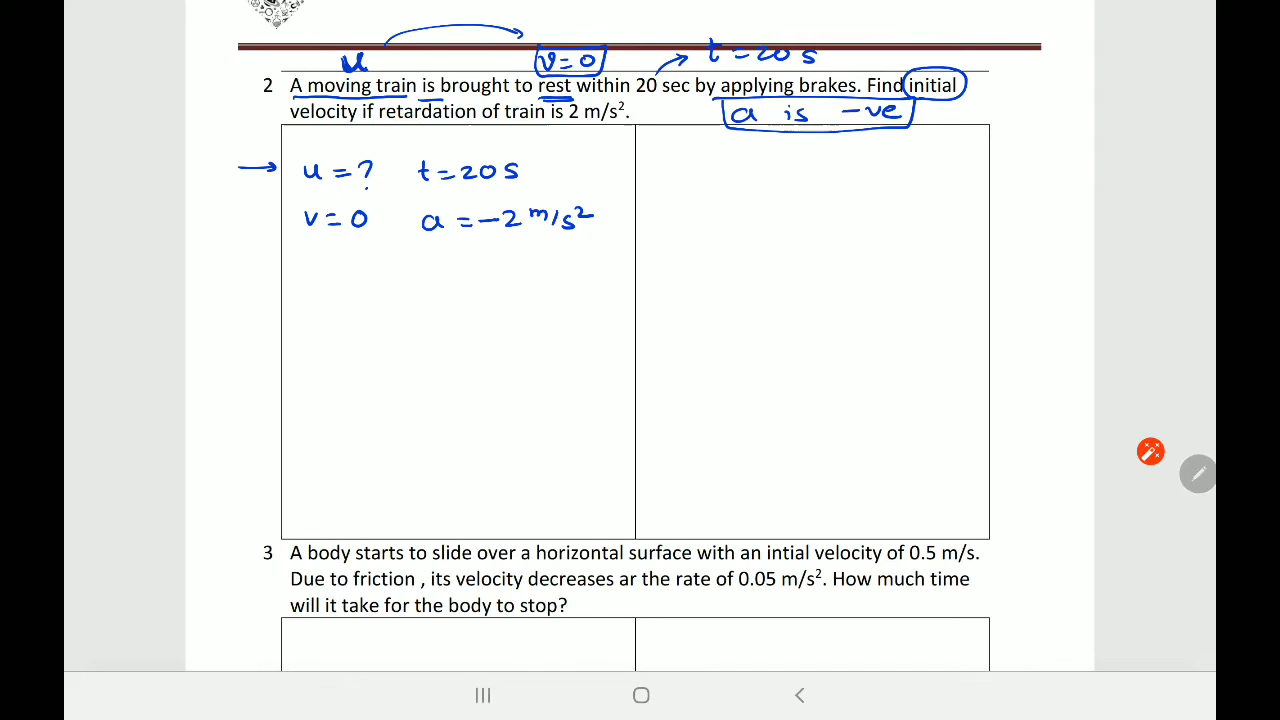 u v=0 t=20 s
2 A moving train is brought to rest within 20 sec by applying brakes. Find initial
velocity if retardation of train is 2 m/s². a is -ve
u = ? t=20 s
v= 0 a = -2 m/s²
3 A body starts to slide over a horizontal surface with an intial velocity of 0.5 m/s.
Due to friction , its velocity decreases ar the rate of 0.05 m/s². How much time
will it take for the body to stop?